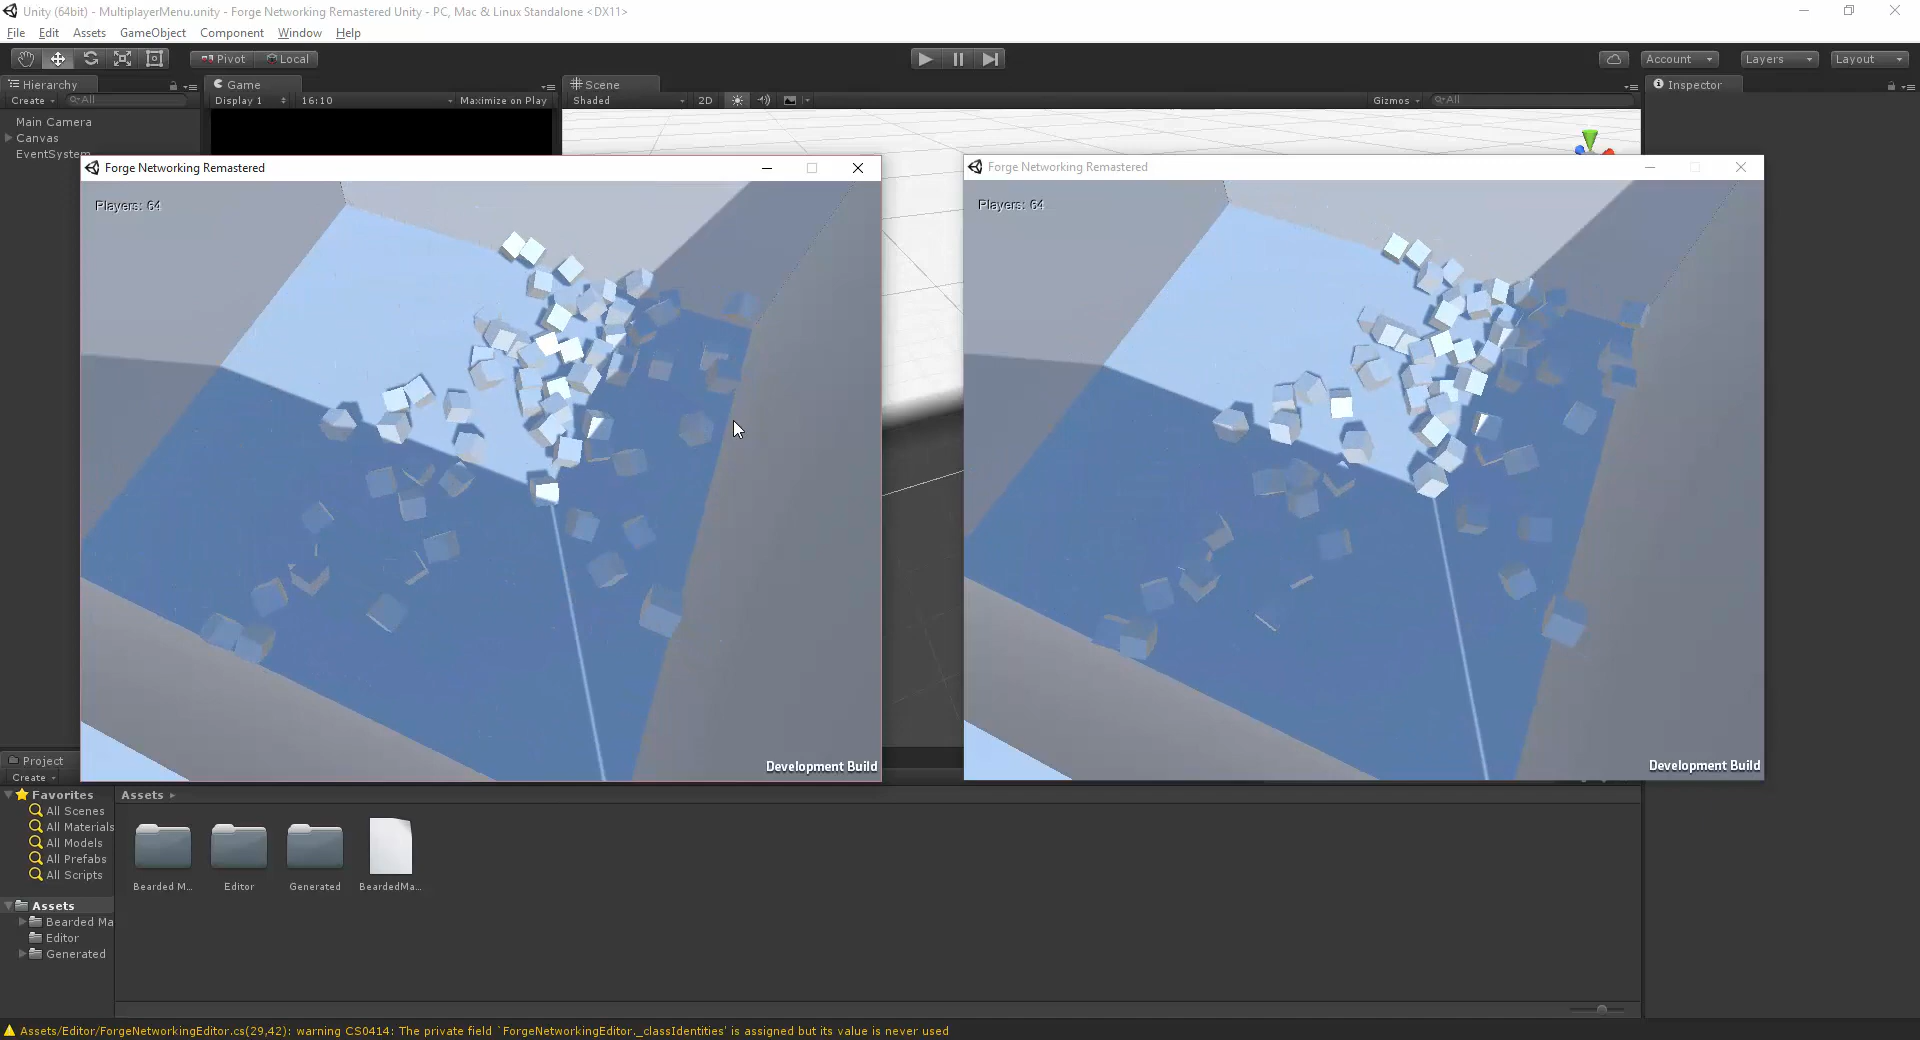 Unity (64bit) - MultiplayerMenu.unity - Forge Networking Remastered Unity - PC, Mac & Linux Standalone <DX11>
File Edit Assets GameObject Component Window Help
Pivot Local Account Layers Layout
Hierarchy Game Scene Inspector
Create All Display 1 16:10 Maximize on Play Shaded 2D Gizmos All
Main Camera
Canvas
EventSystem
Forge Networking Remastered
Players: 64
Development Build
Forge Networking Remastered
Players: 64
Development Build
Project
Create
Favorites
All Scenes
All Materials
All Models
All Prefabs
All Scripts
Assets
Bearded Ma
Editor
Generated
Assets
Bearded M... Editor Generated BeardedMa...
Assets/Editor/ForgeNetworkingEditor.cs(29,42): warning CS0414: The private field `ForgeNetworkingEditor._classIdentities' is assigned but its value is never used